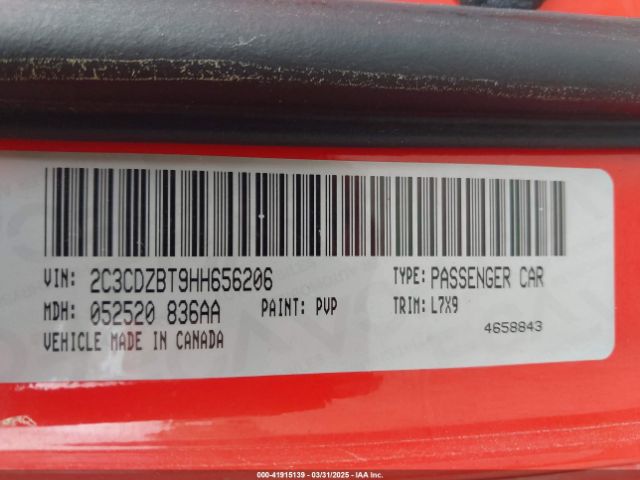 VIN: 2C3CDZBT9HH656206 TYPE: PASSENGER CAR
MDH: 052520 836AA PAINT: PVP TRIM: L7X9
VEHICLE MADE IN CANADA 4658843
00-41915139 - 03/31/2025 - IAA Inc.